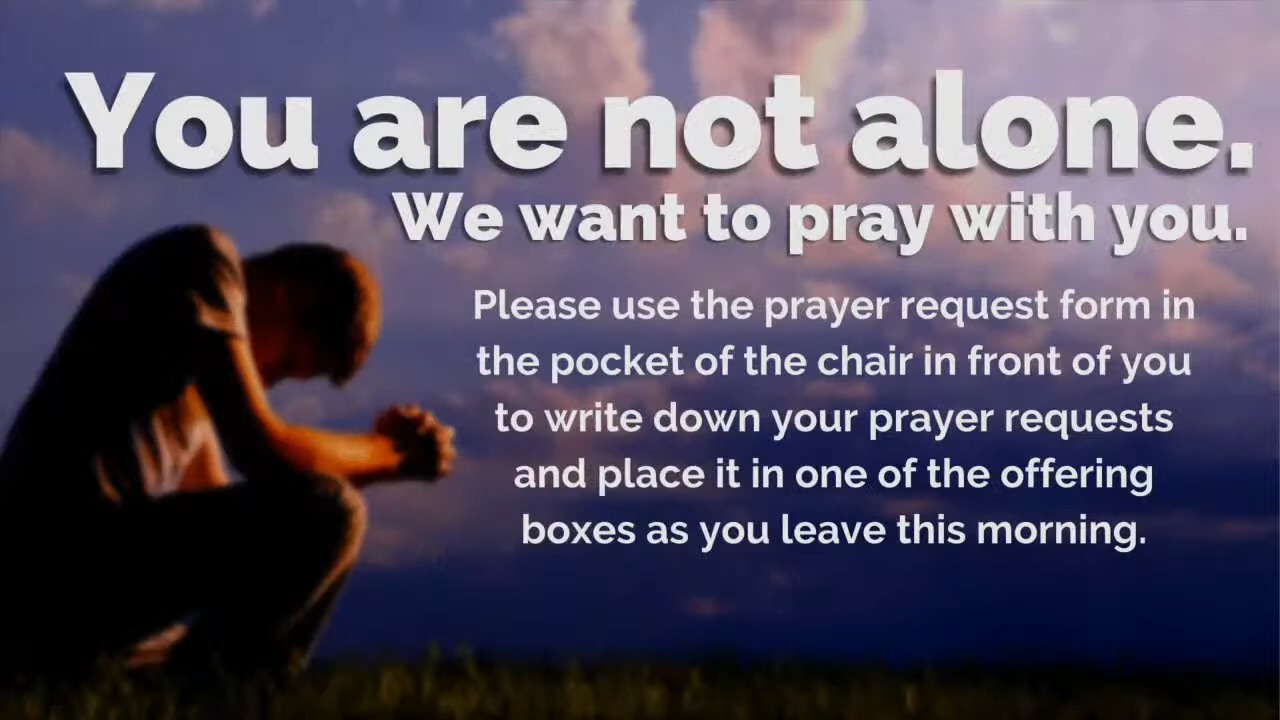 You are not alone.
We want to pray with you.
Please use the prayer request form in
the pocket of the chair in front of you
to write down your prayer requests
and place it in one of the offering
boxes as you leave this morning.